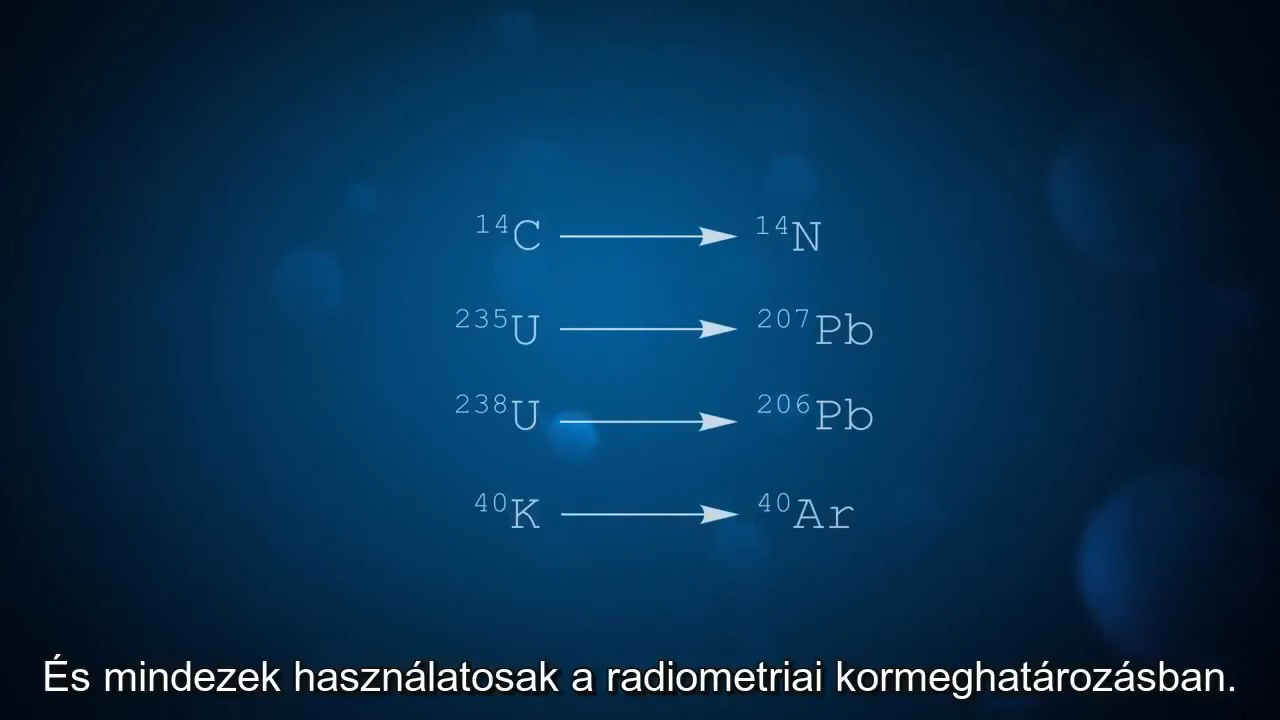 ¹⁴C → ¹⁴N
²³⁵U → ²⁰⁷Pb
²³⁸U → ²⁰⁶Pb
⁴⁰K → ⁴⁰Ar
És mindezek használatosak a radiometriai kormeghatározásban.